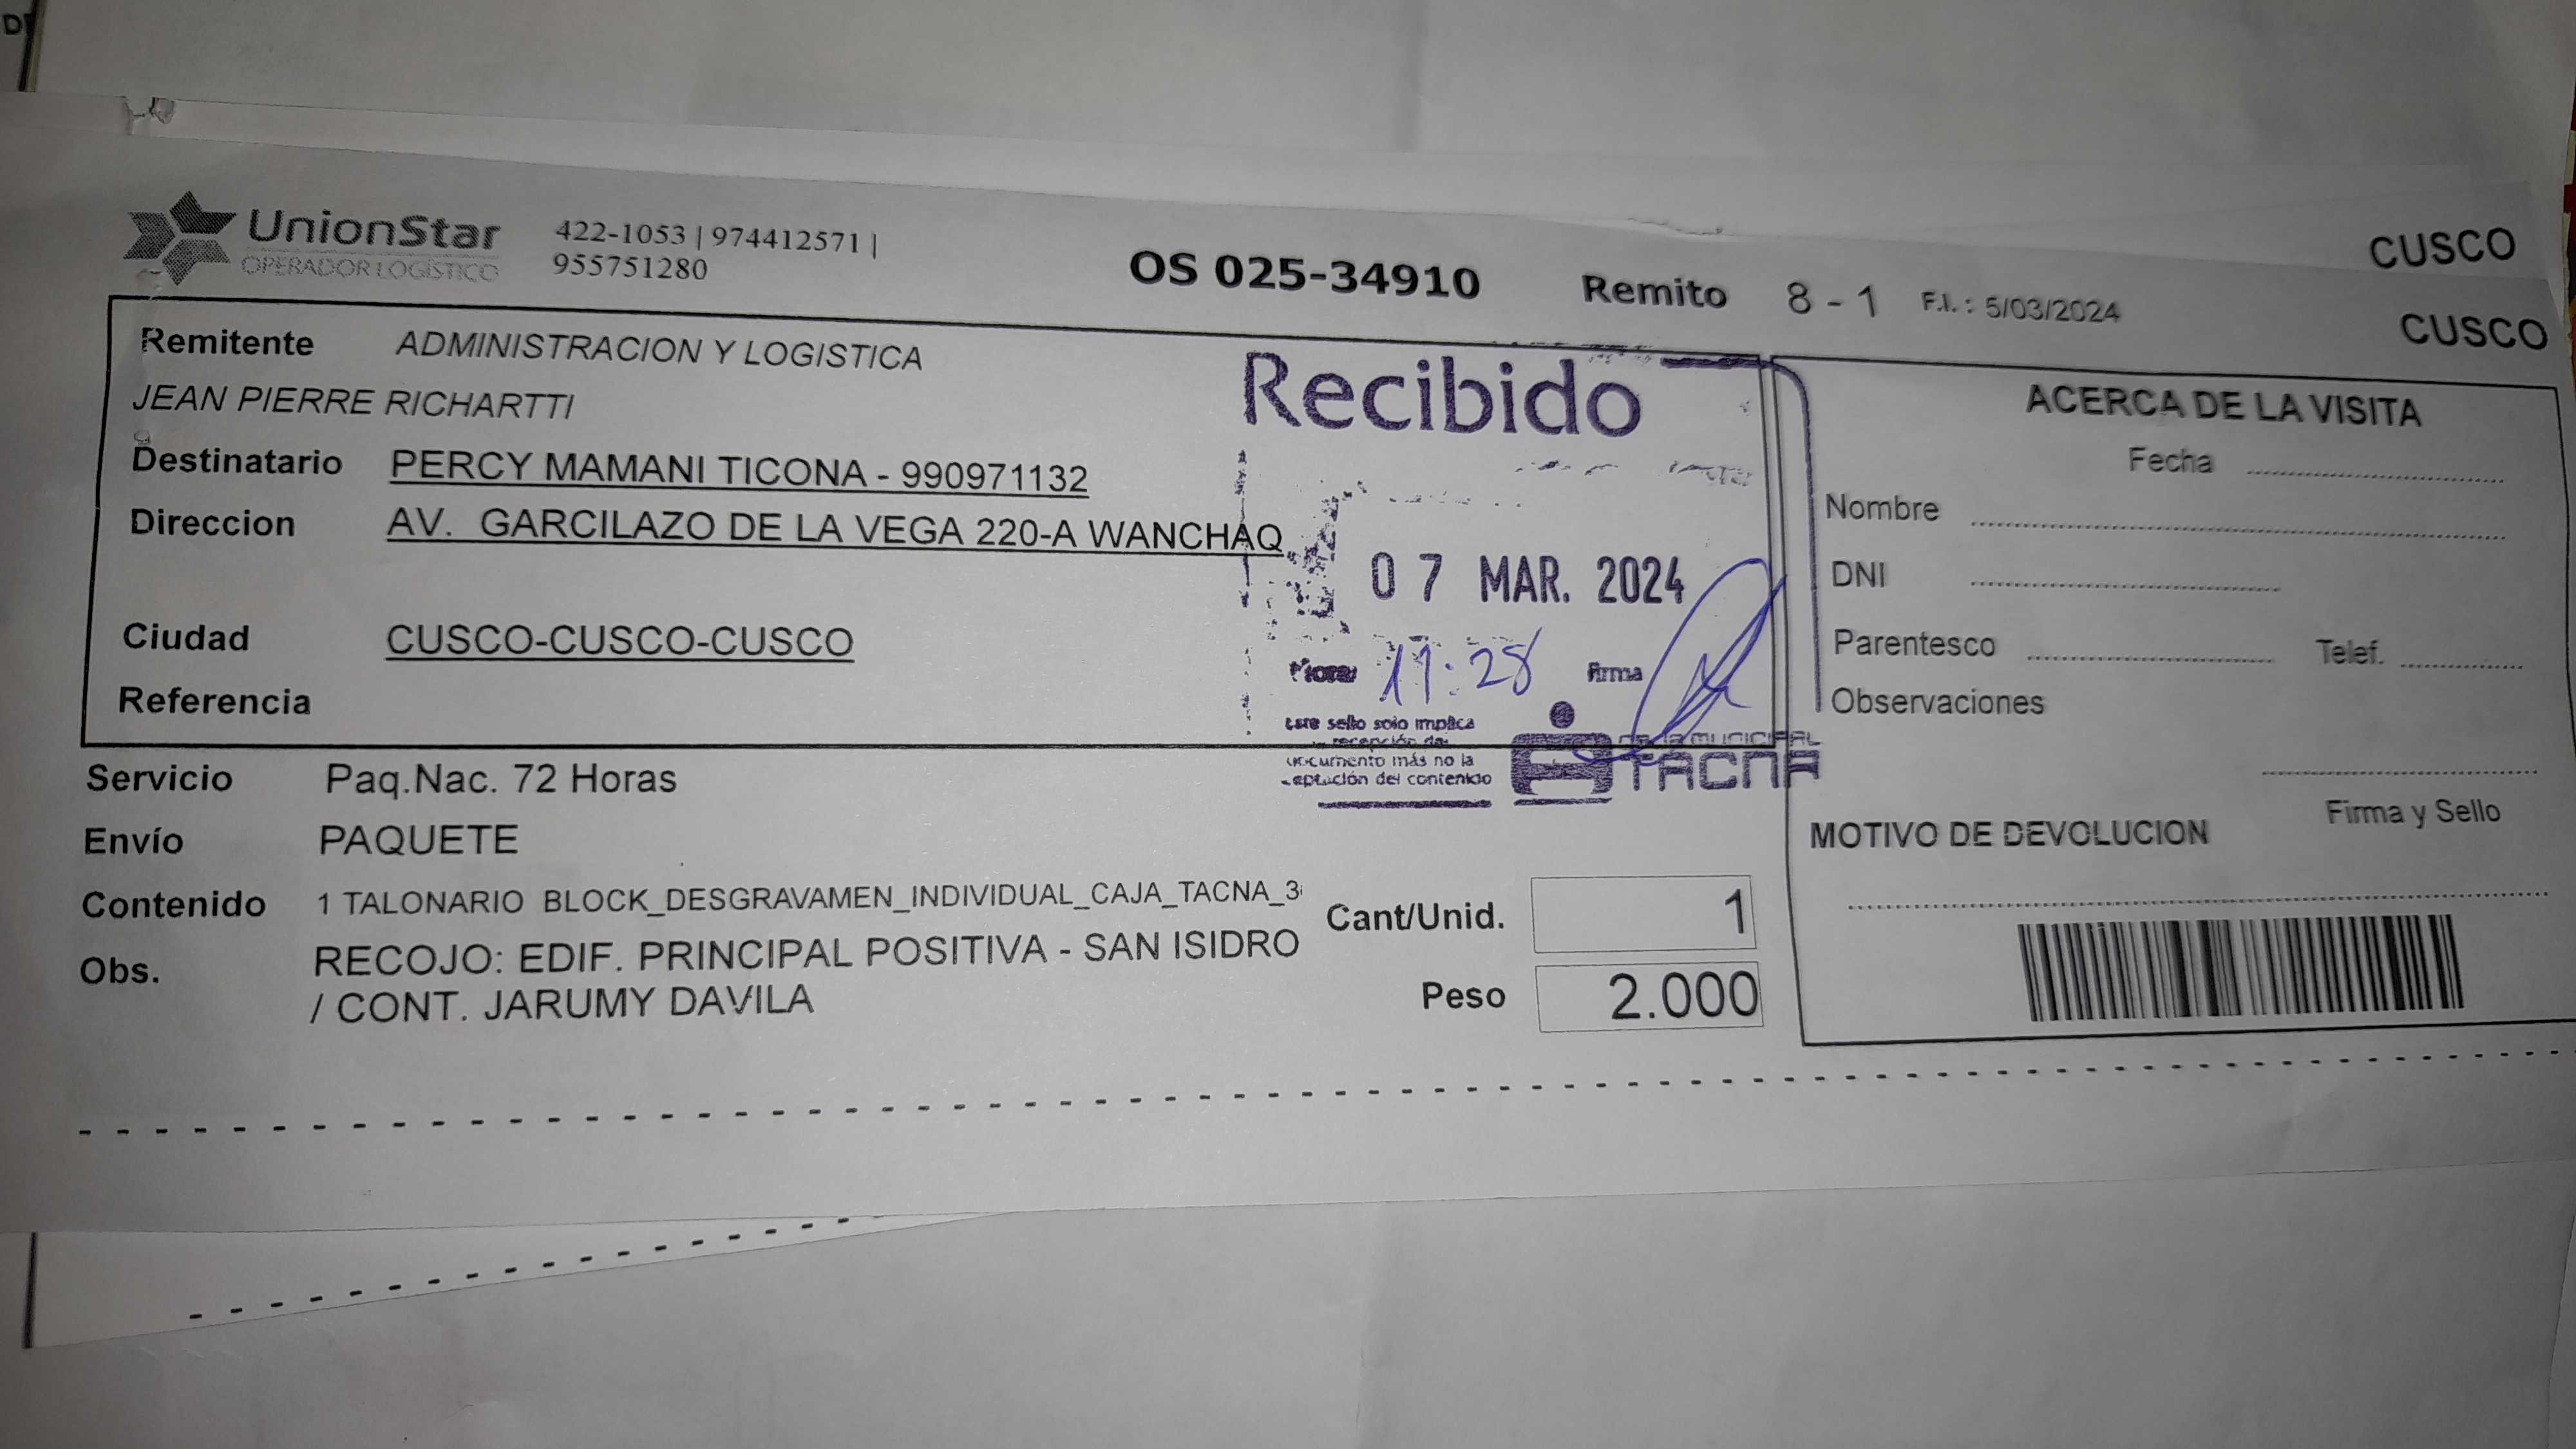 UnionStar
OPERADOR LOGÍSTICO
422-1053 | 974412571 |
955751280
OS 025-34910
Remito 8 - 1 F.I. : 5/03/2024
CUSCO
CUSCO
Remitente ADMINISTRACION Y LOGISTICA
JEAN PIERRE RICHARTTI
Destinatario PERCY MAMANI TICONA - 990971132
Direccion AV. GARCILAZO DE LA VEGA 220-A WANCHAQ
Ciudad CUSCO-CUSCO-CUSCO
Referencia
Recibido
07 MAR. 2024
Hora: 11:28 Firma
Este sello solo implica
recepción de
documento más no la
aceptación del contenido
CAJA MUNICIPAL
TACNA
Servicio Paq.Nac. 72 Horas
Envío PAQUETE
Contenido 1 TALONARIO BLOCK_DESGRAVAMEN_INDIVIDUAL_CAJA_TACNA_3
Obs. RECOJO: EDIF. PRINCIPAL POSITIVA - SAN ISIDRO
/ CONT. JARUMY DAVILA
Cant/Unid. 1
Peso 2.000
ACERCA DE LA VISITA
Fecha
Nombre
DNI
Parentesco Telef.
Observaciones
Firma y Sello
MOTIVO DE DEVOLUCION